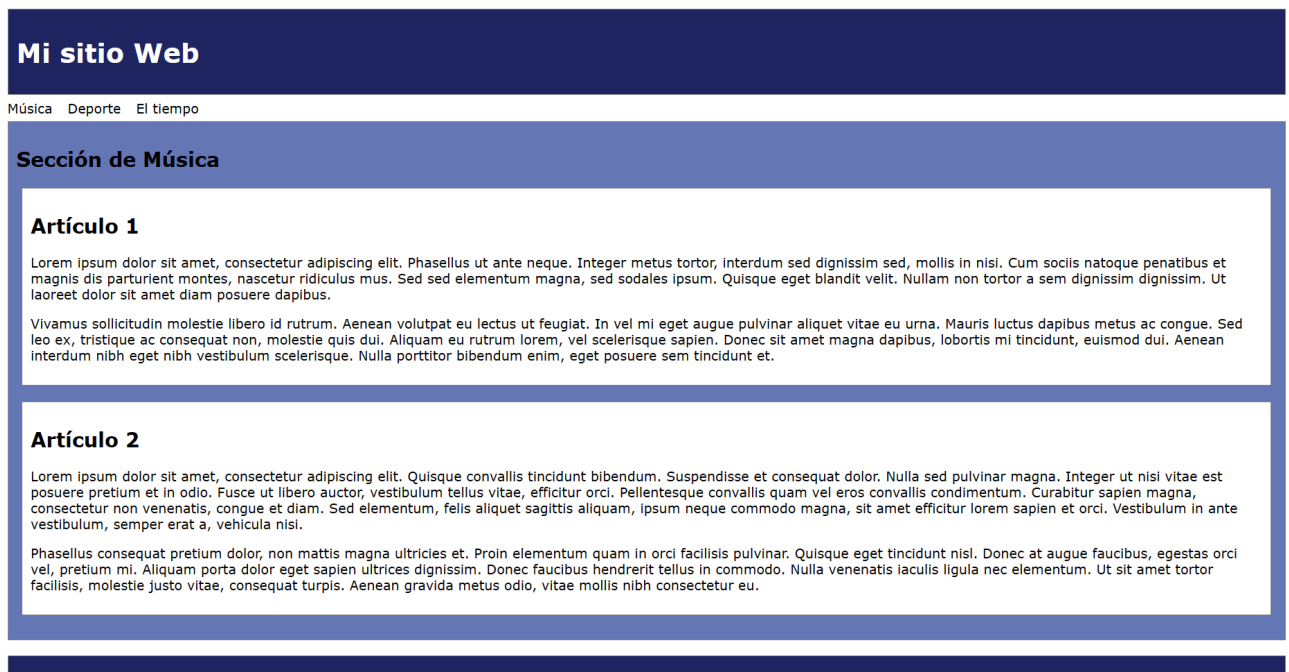 Mi sitio Web
Música Deporte El tiempo
Sección de Música
Artículo 1
Lorem ipsum dolor sit amet, consectetur adipiscing elit. Phasellus ut ante neque. Integer metus tortor, interdum sed dignissim sed, mollis in nisi. Cum sociis natoque penatibus et
magnis dis parturient montes, nascetur ridiculus mus. Sed sed elementum magna, sed sodales ipsum. Quisque eget blandit velit. Nullam non tortor a sem dignissim dignissim. Ut
laoreet dolor sit amet diam posuere dapibus.
Vivamus sollicitudin molestie libero id rutrum. Aenean volutpat eu lectus ut feugiat. In vel mi eget augue pulvinar aliquet vitae eu urna. Mauris luctus dapibus metus ac congue. Sed
leo ex, tristique ac consequat non, molestie quis dui. Aliquam eu rutrum lorem, vel scelerisque sapien. Donec sit amet magna dapibus, lobortis mi tincidunt, euismod dui. Aenean
interdum nibh eget nibh vestibulum scelerisque. Nulla porttitor bibendum enim, eget posuere sem tincidunt et.
Artículo 2
Lorem ipsum dolor sit amet, consectetur adipiscing elit. Quisque convallis tincidunt bibendum. Suspendisse et consequat dolor. Nulla sed pulvinar magna. Integer ut nisi vitae est
posuere pretium et in odio. Fusce ut libero auctor, vestibulum tellus vitae, efficitur orci. Pellentesque convallis quam vel eros convallis condimentum. Curabitur sapien magna,
consectetur non venenatis, congue et diam. Sed elementum, felis aliquet sagittis aliquam, ipsum neque commodo magna, sit amet efficitur lorem sapien et orci. Vestibulum in ante
vestibulum, semper erat a, vehicula nisi.
Phasellus consequat pretium dolor, non mattis magna ultricies et. Proin elementum quam in orci facilisis pulvinar. Quisque eget tincidunt nisl. Donec at augue faucibus, egestas orci
vel, pretium mi. Aliquam porta dolor eget sapien ultrices dignissim. Donec faucibus hendrerit tellus in commodo. Nulla venenatis iaculis ligula nec elementum. Ut sit amet tortor
facilisis, molestie justo vitae, consequat turpis. Aenean gravida metus odio, vitae mollis nibh consectetur eu.